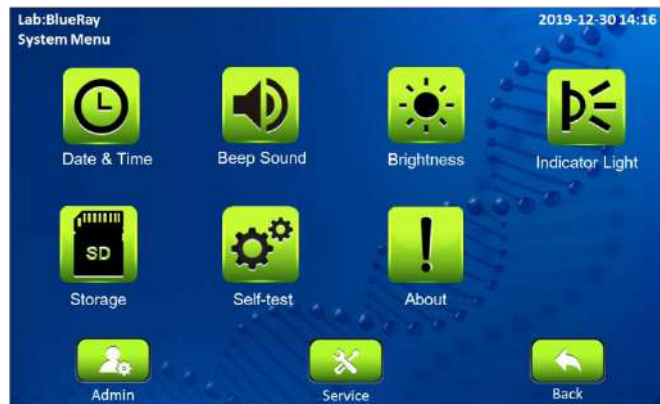 Lab:BlueRay 2019-12-30 14:16
System Menu
Date & Time Beep Sound Brightness Indicator Light
SD
Storage Self-test About
Admin Service Back